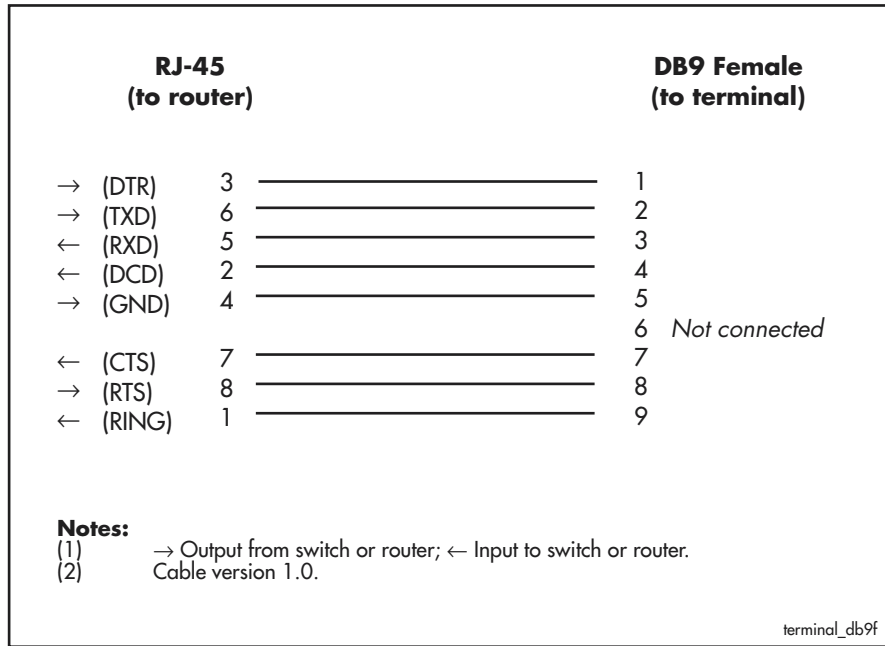 RJ-45 DB9 Female
(to router) (to terminal)
→ (DTR) 3 1
→ (TXD) 6 2
← (RXD) 5 3
← (DCD) 2 4
→ (GND) 4 5
6 Not connected
← (CTS) 7 7
→ (RTS) 8 8
← (RING) 1 9
Notes:
(1) → Output from switch or router; ← Input to switch or router.
(2) Cable version 1.0.
terminal_db9f